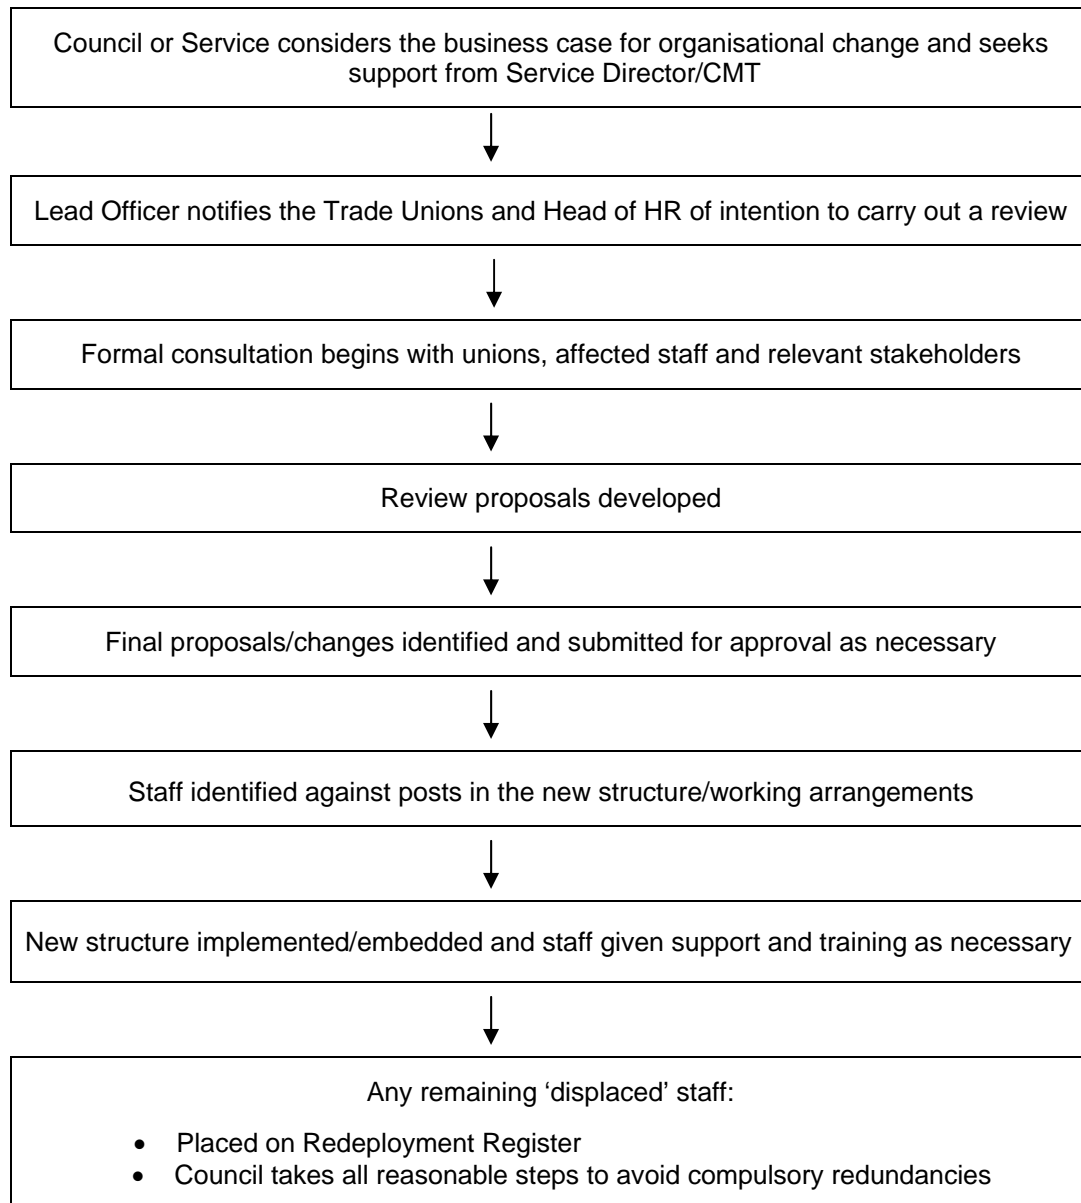 Council or Service considers the business case for organisational change and seeks
support from Service Director/CMT
Lead Officer notifies the Trade Unions and Head of HR of intention to carry out a review
Formal consultation begins with unions, affected staff and relevant stakeholders
Review proposals developed
Final proposals/changes identified and submitted for approval as necessary
Staff identified against posts in the new structure/working arrangements
New structure implemented/embedded and staff given support and training as necessary
Any remaining ‘displaced’ staff:
• Placed on Redeployment Register
• Council takes all reasonable steps to avoid compulsory redundancies